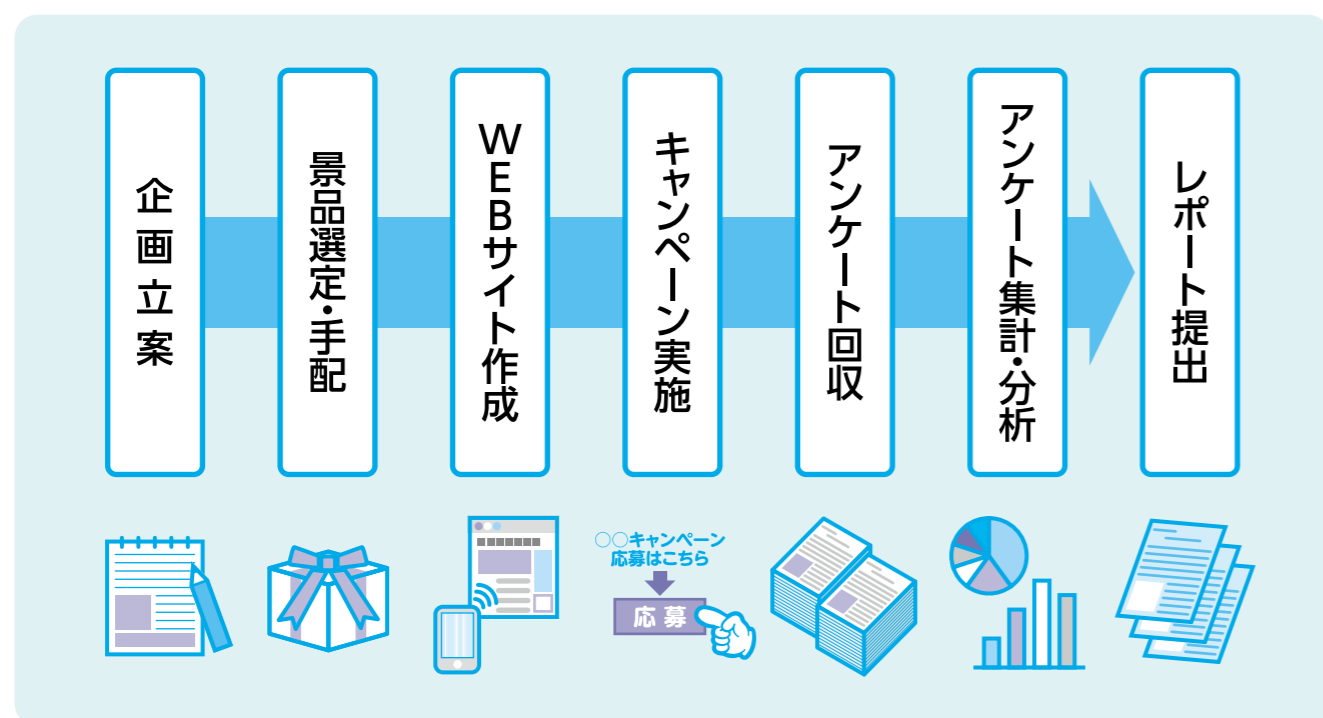 企画立案
景品選定・手配
WEBサイト作成
キャンペーン実施
アンケート回収
アンケート集計・分析
レポート提出
○○キャンペーン
応募はこちら
応募